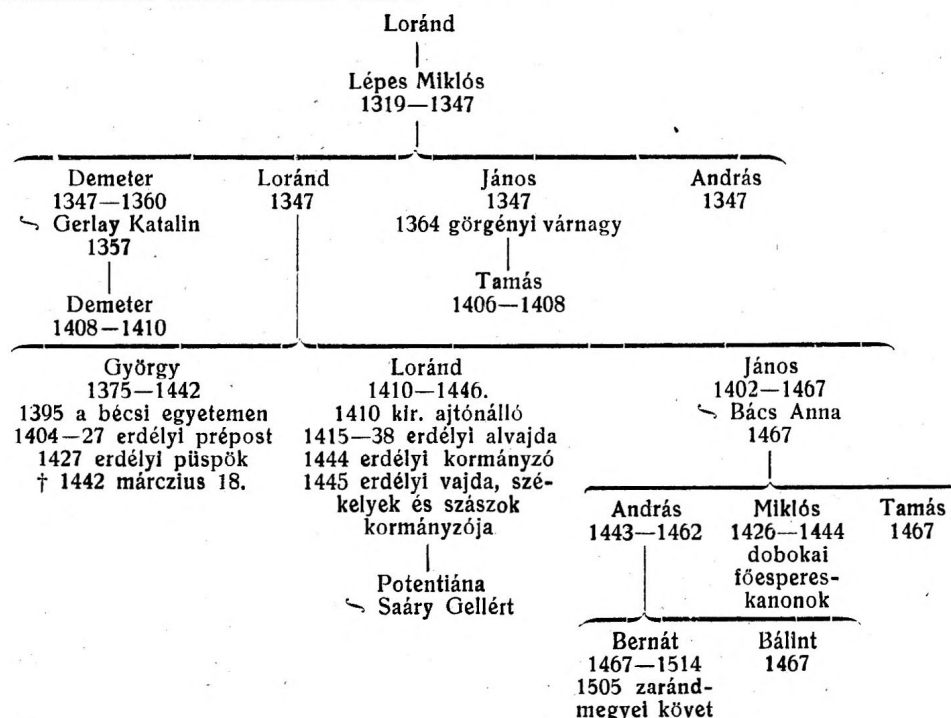 Loránd
Lépes Miklós
1319—1347
Demeter
1347—1360
Gerlay Katalin
1357
Loránd
1347
János
1347
1364 görgényi várnagy
András
1347
Demeter
1408—1410
Tamás
1406—1408
György
1375—1442
1395 a bécsi egyetemen
1404—27 erdélyi prépost
1427 erdélyi püspök
† 1442 márczius 18.
Loránd
1410—1446.
1410 kir. ajtónálló
1415—38 erdélyi alvajda
1444 erdélyi kormányzó
1445 erdélyi vajda, szé-
kelyek és szászok
kormányzója
János
1402—1467
Bács Anna
1467
Potentiána
Saáry Gellért
András
1443—1462
Miklós
1426—1444
dobokai
főesperes-
kanonok
Tamás
1467
Bernát
1467—1514
1505 zaránd-
megyei követ
Bálint
1467